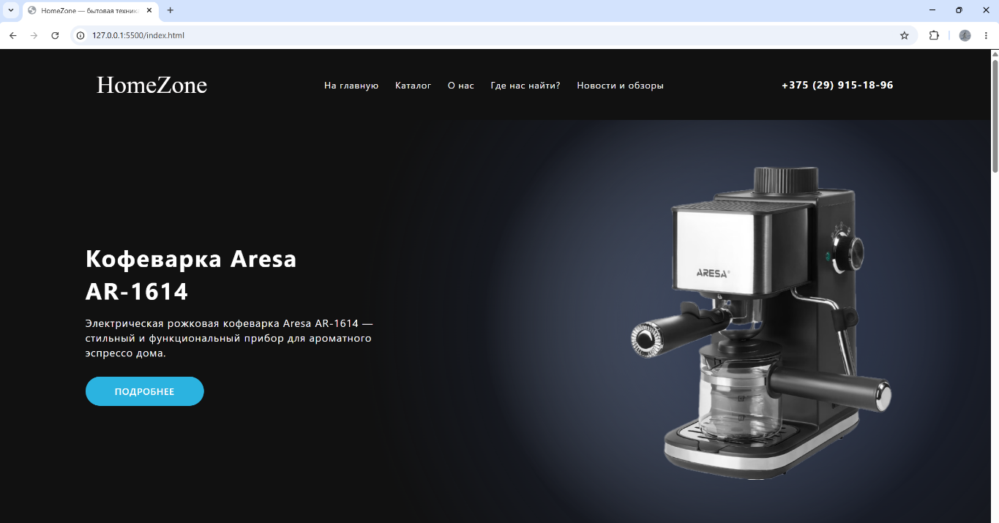 HomeZone — бытовая техника
127.0.0.1:5500/index.html
HomeZone
На главную
Каталог
О нас
Где нас найти?
Новости и обзоры
+375 (29) 915-18-96
Кофеварка Aresa
AR-1614
Электрическая рожковая кофеварка Aresa AR-1614 —
стильный и функциональный прибор для ароматного
эспрессо дома.
ПОДРОБНЕЕ
ARESA®